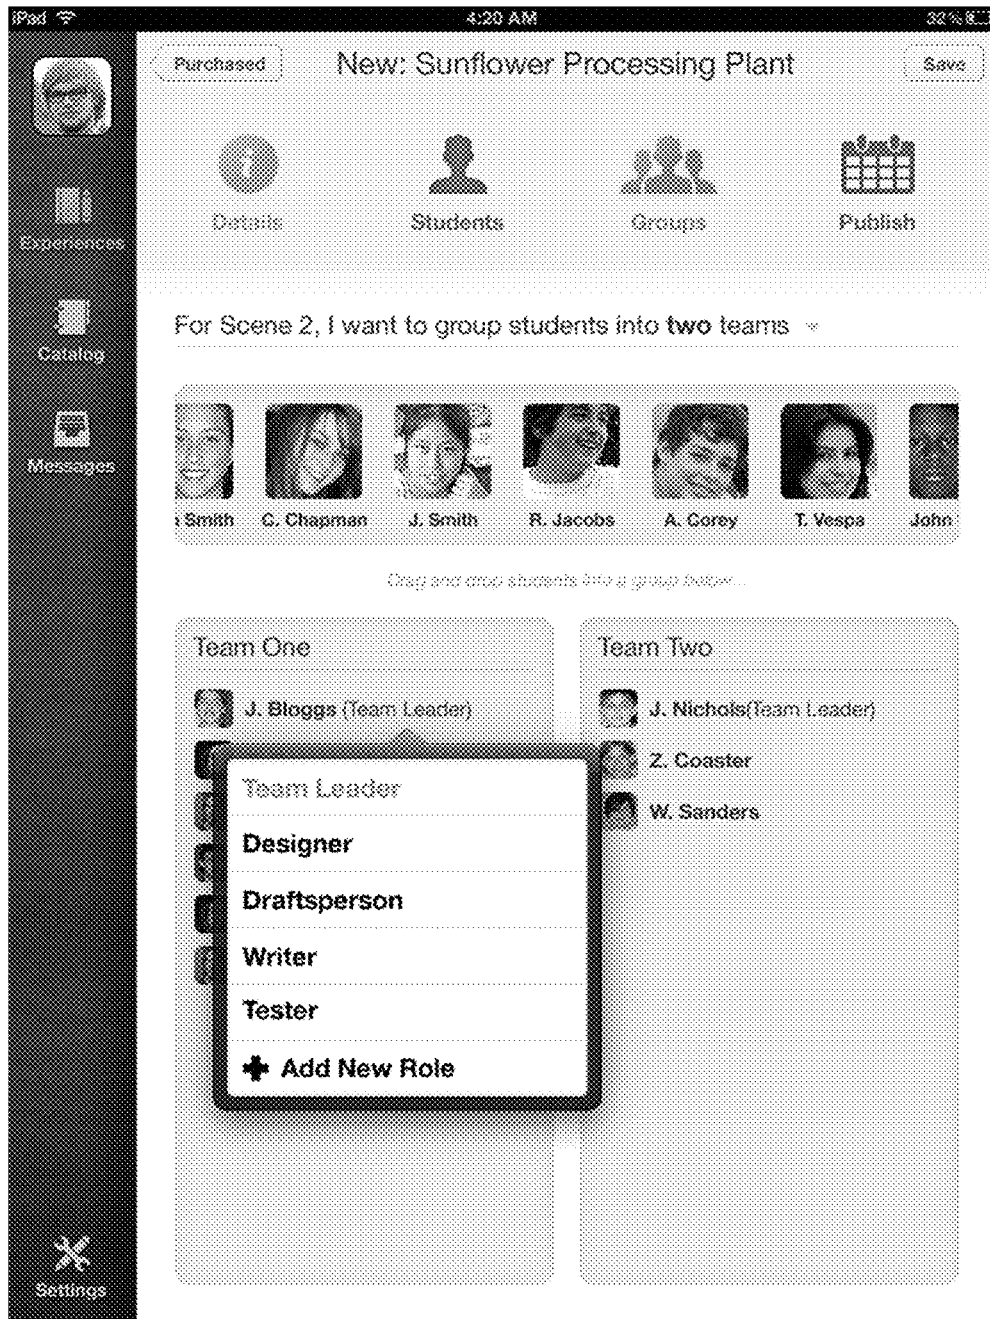 iPad 4:20 AM 32%
Purchased New: Sunflower Processing Plant Save
Details Students Groups Publish
Experiences
Catalog
Messages
Settings
For Scene 2, I want to group students into two teams
Smith C. Chapman J. Smith R. Jacobs A. Corey T. Vespa John
Drag and drop students into a group below...
Team One
J. Bloggs (Team Leader)
Team Leader
Designer
Draftsperson
Writer
Tester
Add New Role
Team Two
J. Nichols(Team Leader)
Z. Coaster
W. Sanders